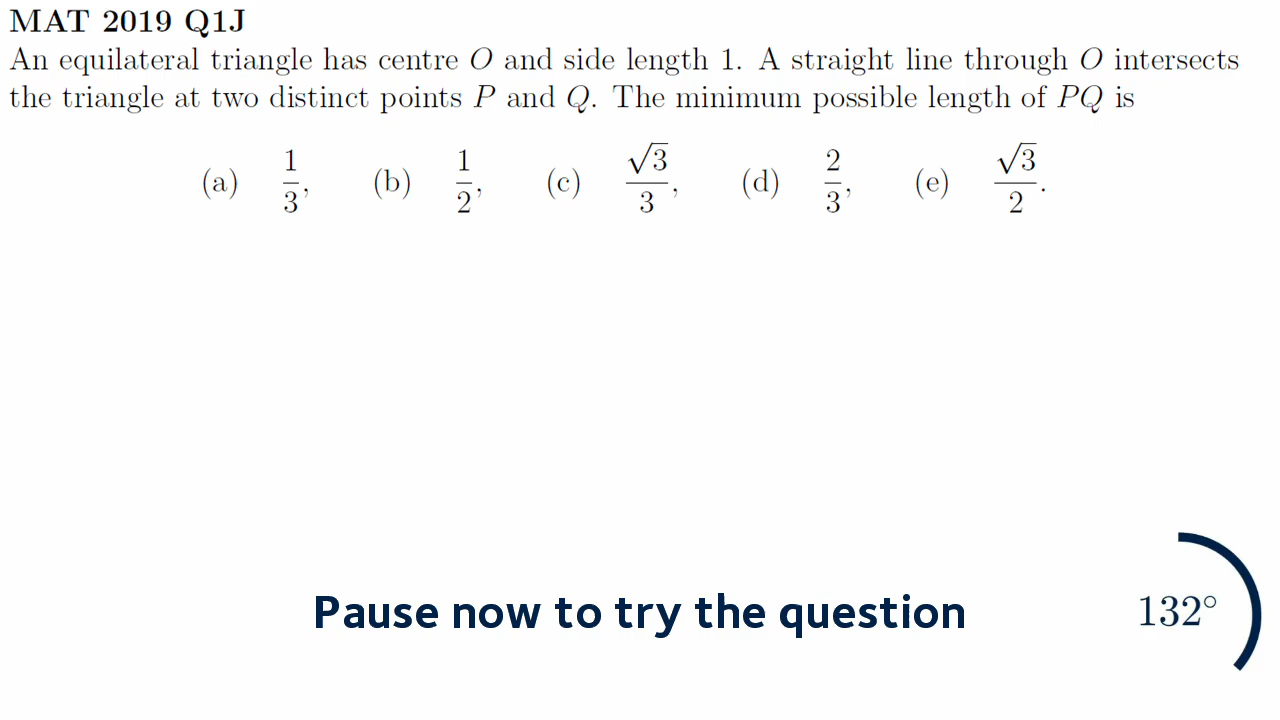 MAT 2019 Q1J
An equilateral triangle has centre O and side length 1. A straight line through O intersects
the triangle at two distinct points P and Q. The minimum possible length of PQ is
(a) 1/3, (b) 1/2, (c) √3/3, (d) 2/3, (e) √3/2.
Pause now to try the question
132°